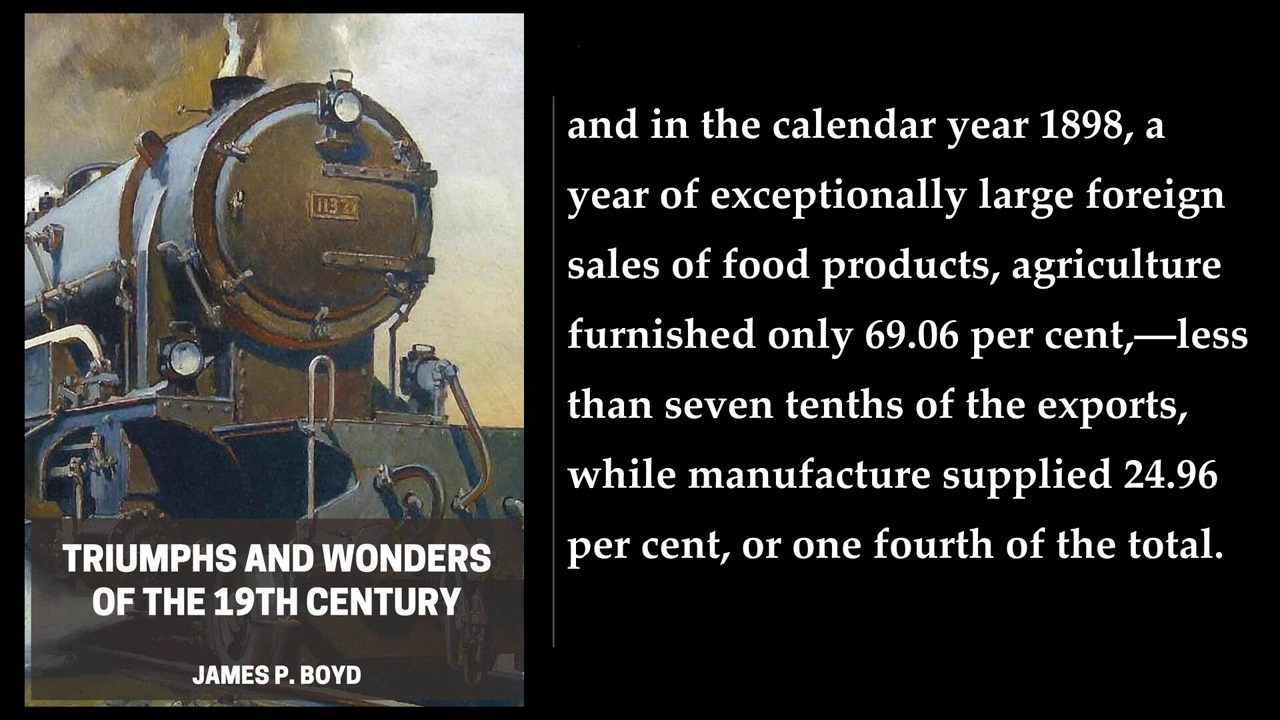 TRIUMPHS AND WONDERS
OF THE 19TH CENTURY
JAMES P. BOYD
and in the calendar year 1898, a
year of exceptionally large foreign
sales of food products, agriculture
furnished only 69.06 per cent,—less
than seven tenths of the exports,
while manufacture supplied 24.96
per cent, or one fourth of the total.